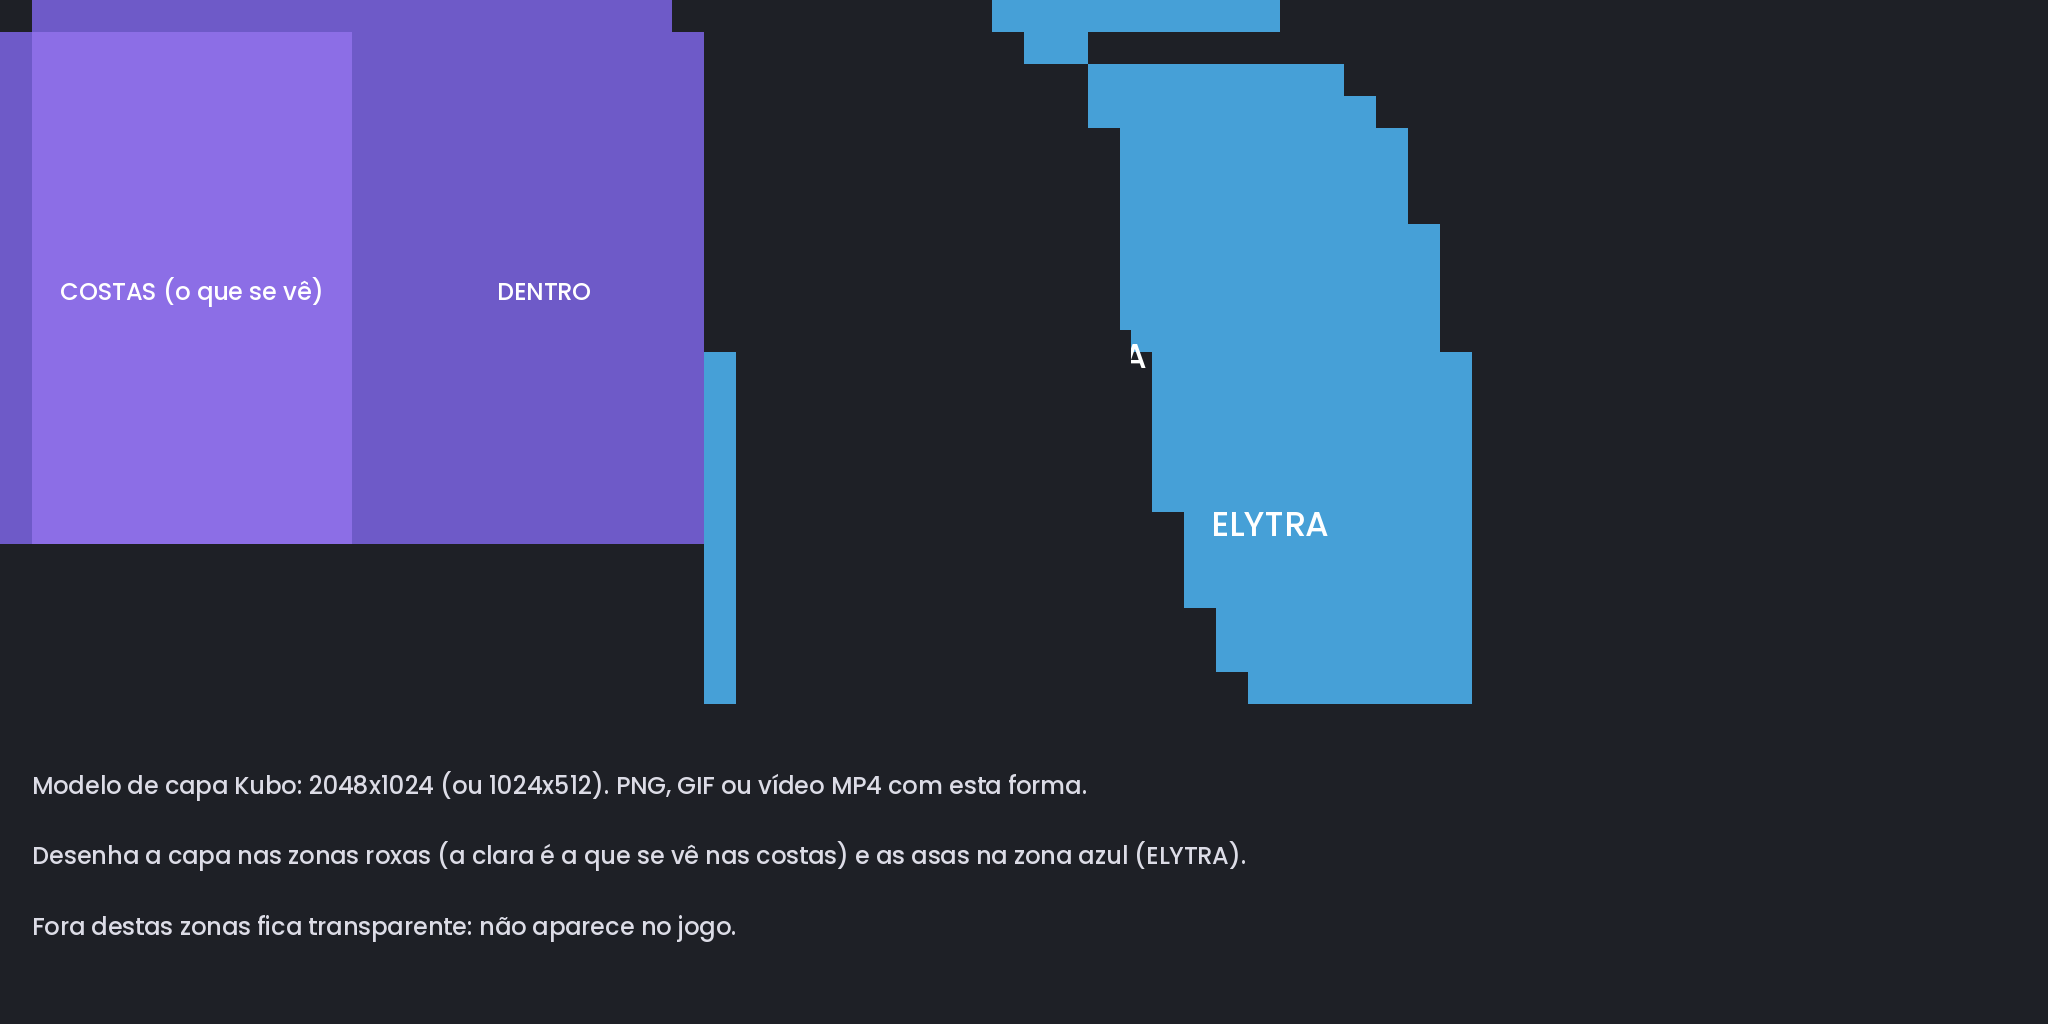 COSTAS (o que se vê)
DENTRO
A
ELYTRA
Modelo de capa Kubo: 2048x1024 (ou 1024x512). PNG, GIF ou vídeo MP4 com esta forma.
Desenha a capa nas zonas roxas (a clara é a que se vê nas costas) e as asas na zona azul (ELYTRA).
Fora destas zonas fica transparente: não aparece no jogo.